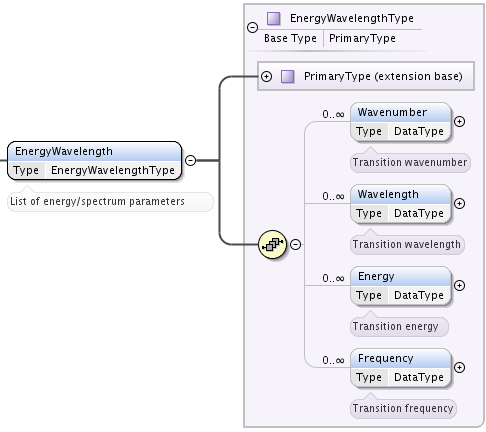 EnergyWavelengthType
Base Type PrimaryType
PrimaryType (extension base)
0..∞ Wavenumber
Type DataType
Transition wavenumber
EnergyWavelength
Type EnergyWavelengthType
List of energy/spectrum parameters
0..∞ Wavelength
Type DataType
Transition wavelength
0..∞ Energy
Type DataType
Transition energy
0..∞ Frequency
Type DataType
Transition frequency